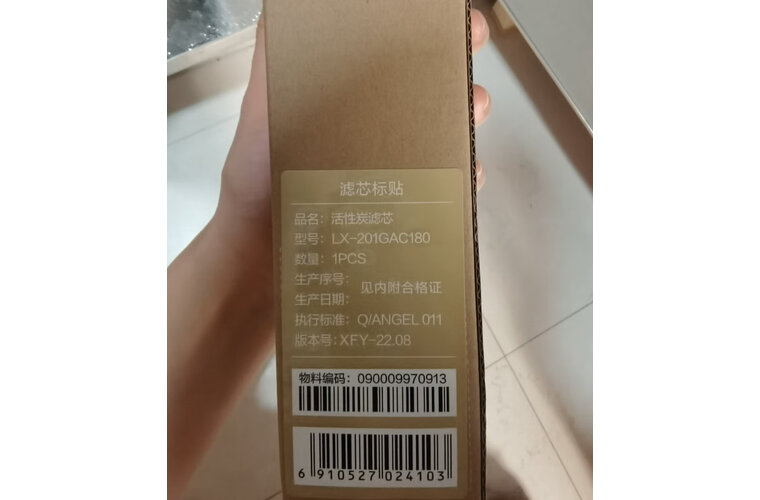 滤芯标贴
品名：活性炭滤芯
型号：LX-201GAC180
数量：1PCS
生产序号：
见内附合格证
生产日期：
执行标准：Q/ANGEL 011
版本号：XFY-22.08
物料编码：090009970913
6 910527 024103